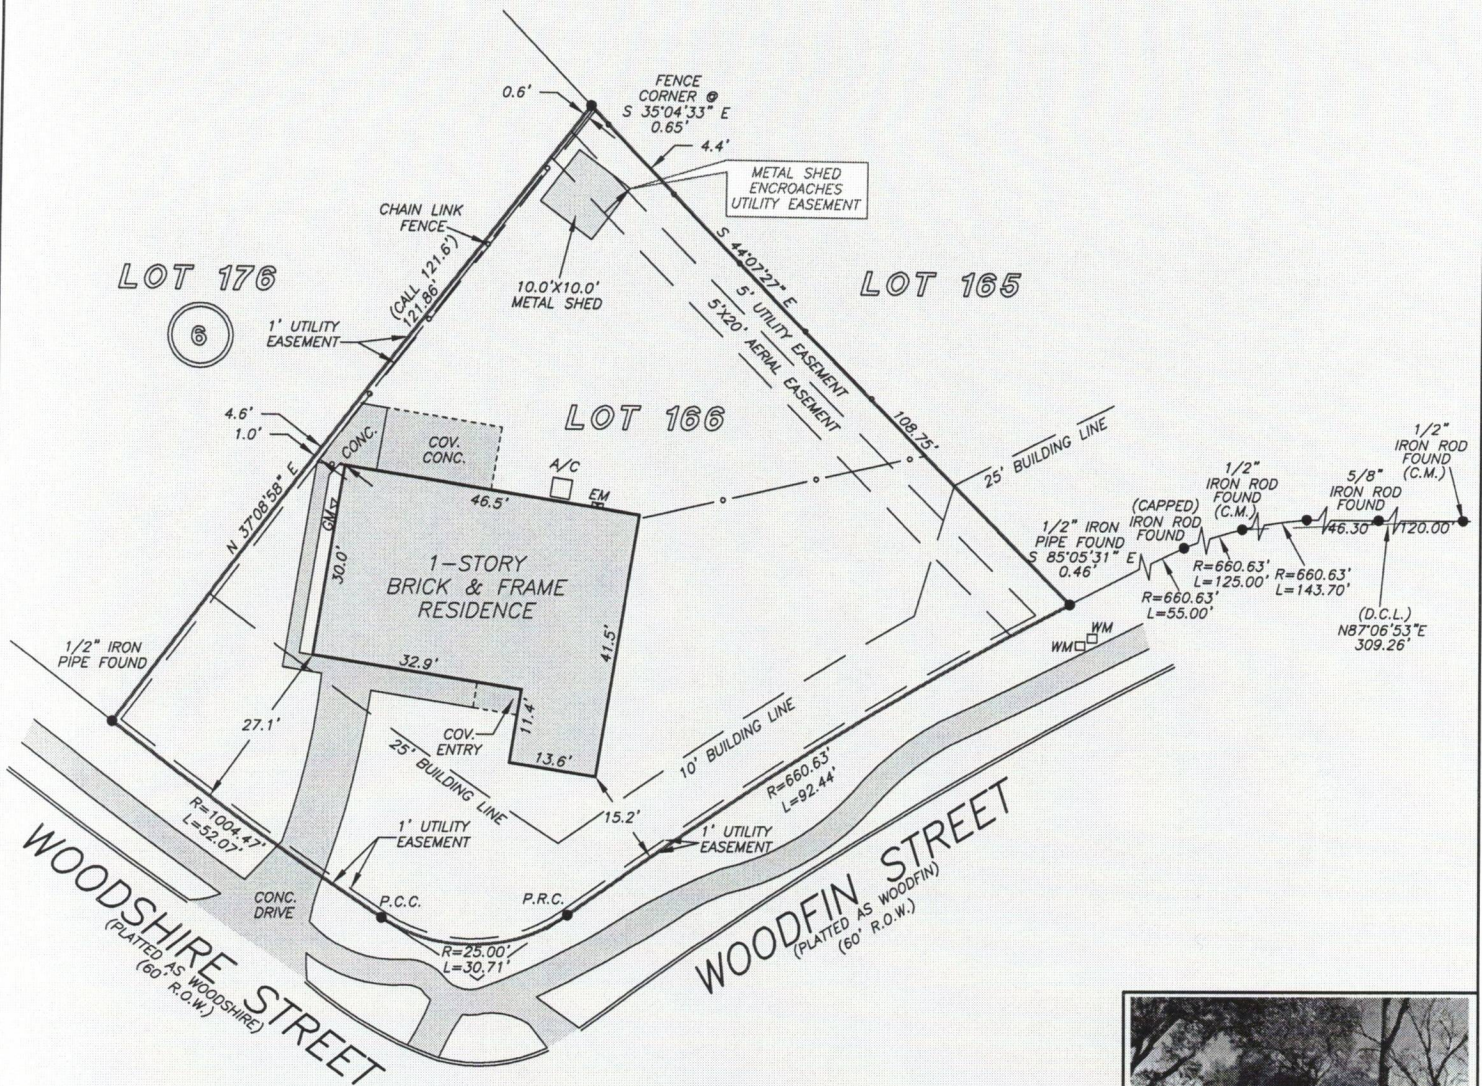 0.6'
FENCE
CORNER @
S 35°04'33" E
0.65'
4.4'
METAL SHED
ENCROACHES
UTILITY EASEMENT
CHAIN LINK
FENCE
LOT 176
6
(CALL 121.6')
121.86'
10.0'X10.0'
METAL SHED
S 44°07'27" E
108.75'
LOT 165
5' UTILITY EASEMENT
5'X20' AERIAL EASEMENT
1' UTILITY
EASEMENT
LOT 166
4.6'
1.0'
CONC.
COV.
CONC.
A/C
EM
46.5'
25' BUILDING LINE
N 37°08'58" E
GM
30.0'
1-STORY
BRICK & FRAME
RESIDENCE
41.5'
1/2" IRON
PIPE FOUND
S 85°05'31" E
0.46'
(CAPPED)
IRON ROD
FOUND
1/2"
IRON ROD
FOUND
(C.M.)
5/8"
IRON ROD
FOUND
1/2"
IRON ROD
FOUND
(C.M.)
46.30'
120.00'
R=660.63'
L=55.00'
R=660.63'
L=125.00'
R=660.63'
L=143.70'
(D.C.L.)
N87°06'53"E
309.26'
WM
WM
1/2" IRON
PIPE FOUND
32.9'
27.1'
COV.
ENTRY
11.4'
13.6'
25' BUILDING LINE
10' BUILDING LINE
15.2'
R=660.63'
L=92.44'
R=1004.47'
L=52.07'
1' UTILITY
EASEMENT
1' UTILITY
EASEMENT
CONC.
DRIVE
P.C.C.
P.R.C.
R=25.00'
L=30.71'
WOODSHIRE STREET
(PLATTED AS WOODSHIRE)
(60' R.O.W.)
WOODFIN STREET
(PLATTED AS WOODFIN)
(60' R.O.W.)